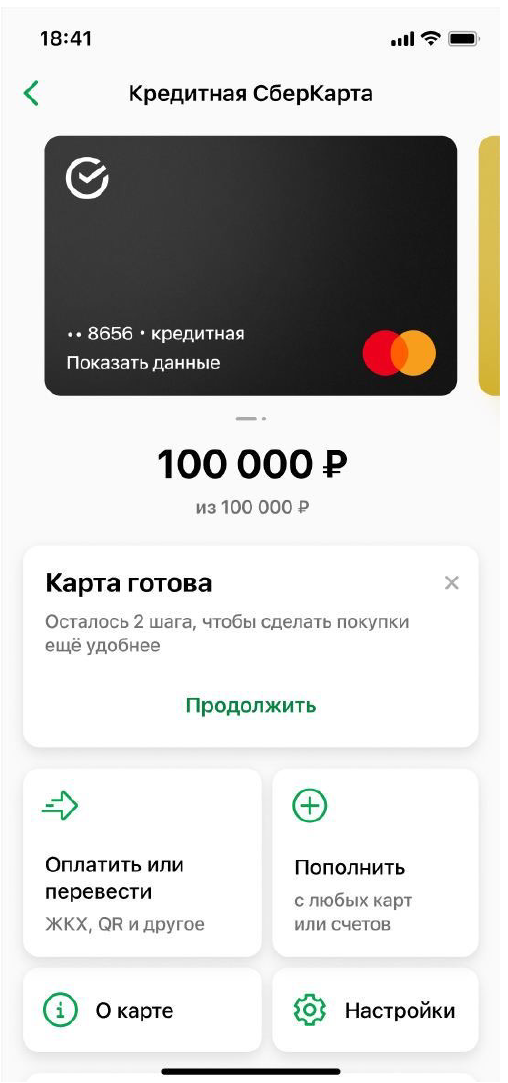 18:41
Кредитная СберКарта
•• 8656 • кредитная
Показать данные
100 000 ₽
из 100 000 ₽
Карта готова
Осталось 2 шага, чтобы сделать покупки
ещё удобнее
Продолжить
Оплатить или
перевести
ЖКХ, QR и другое
Пополнить
с любых карт
или счетов
О карте
Настройки